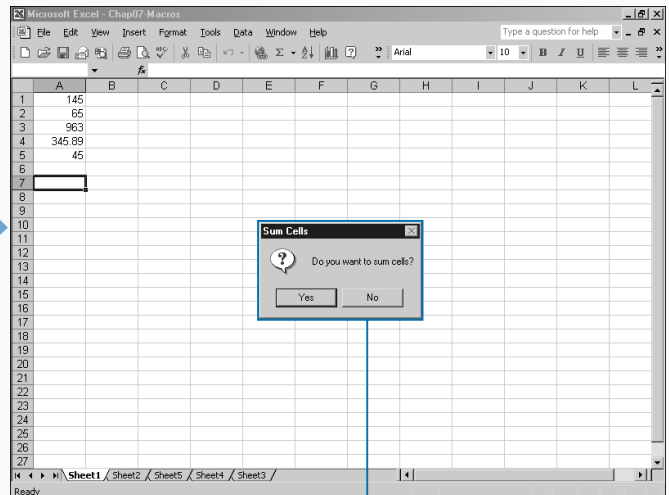 Microsoft Excel - Chap07-Macros
File Edit View Insert Format Tools Data Window Help
Type a question for help
Arial 10 B I U
fx
A B C D E F G H I J K L
1 145
2 65
3 963
4 345.89
5 45
6
7
8
9
10
11
12
13
14
15
16
17
18
19
20
21
22
23
24
25
26
27
Sum Cells
Do you want to sum cells?
Yes No
Sheet1 Sheet2 Sheet5 Sheet4 Sheet3
Ready